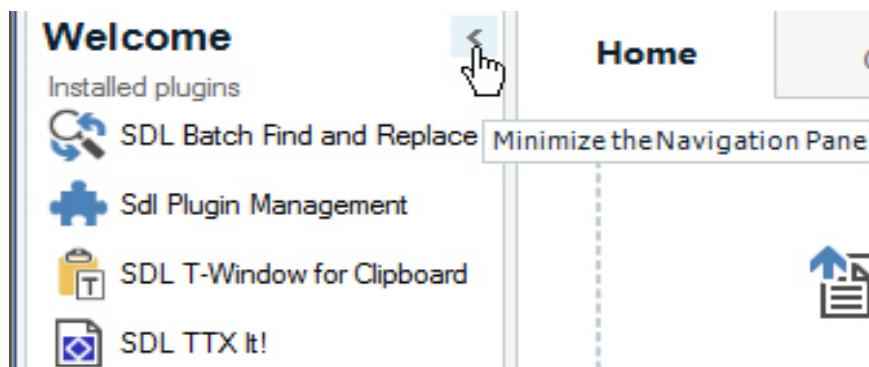 Welcome
Home
Installed plugins
SDL Batch Find and Replace
Minimize the Navigation Pane
Sdl Plugin Management
SDL T-Window for Clipboard
T
SDL TTX It!